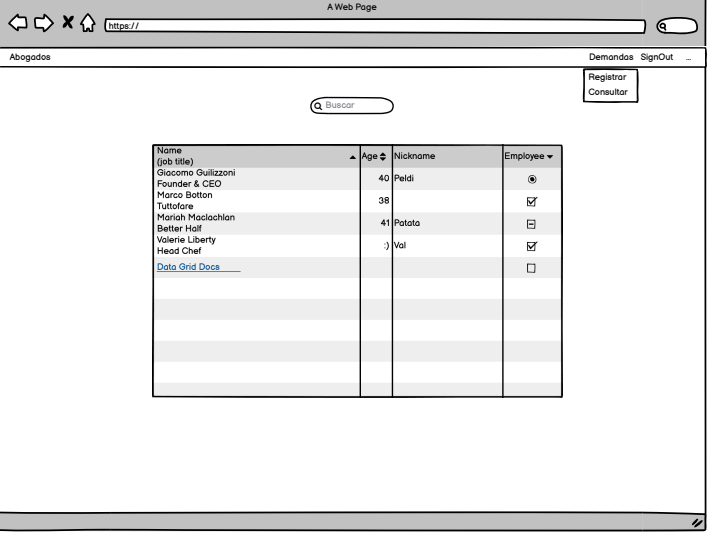 A Web Page
https://
Abogados
Demandas SignOut ...
Registrar
Consultar
Buscar
Name
(job title)
Age
Nickname
Employee
Giacomo Guilizzoni
Founder & CEO
40
Peldi
Marco Botton
Tuttofare
38
Mariah Maclachlan
Better Half
41
Patata
Valerie Liberty
Head Chef
:)
Val
Data Grid Docs